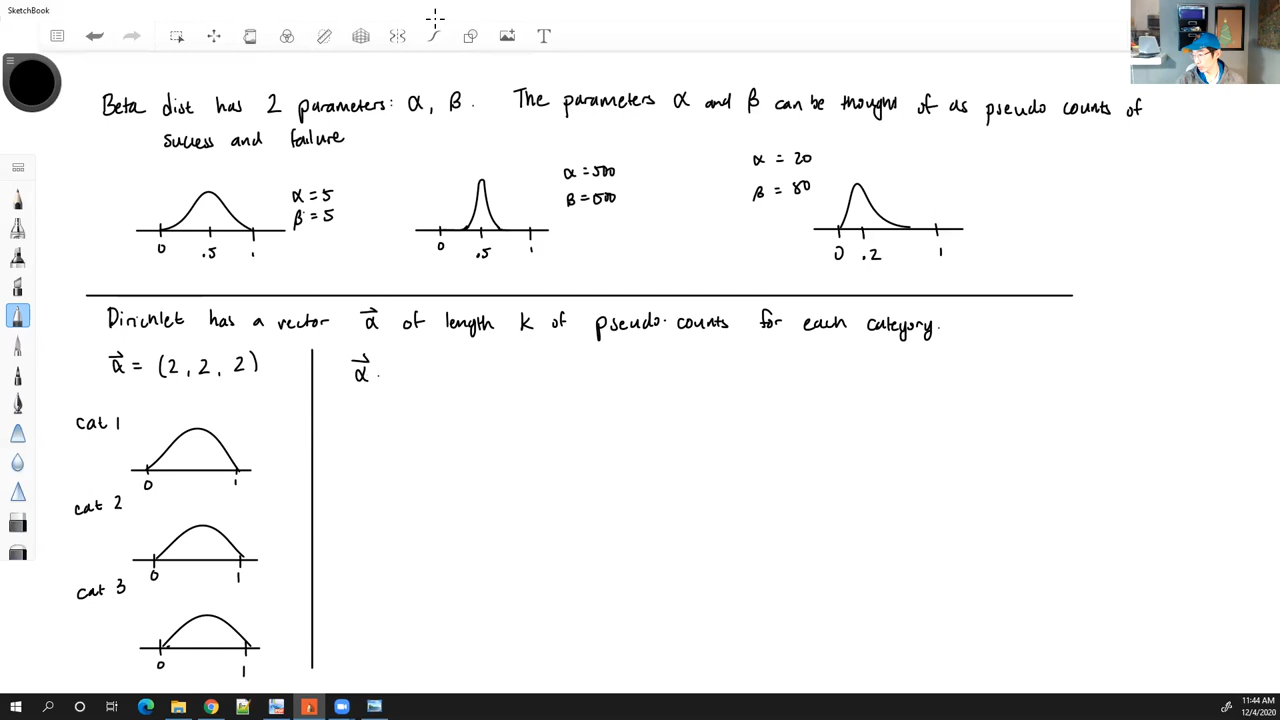 SketchBook
Beta dist has 2 parameters: α, β. The parameters α and β can be thought of as pseudo counts of
success and failure
α = 5
β = 5
0 .5 1
α = 500
β = 500
0 .5 1
α = 20
β = 80
0 .2 1
Dirichlet has a vector α⃗ of length k of pseudo-counts for each category.
α⃗ = (2, 2, 2)
α⃗
cat 1
0 1
cat 2
0 1
cat 3
0 1
11:44 AM
12/4/2020